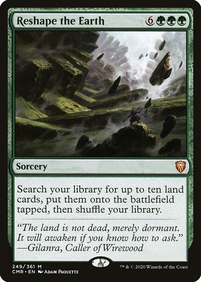 Reshape the Earth 6
Sorcery
Search your library for up to ten land
cards, put them onto the battlefield
tapped, then shuffle your library.
"The land is not dead, merely dormant.
It will awaken if you know how to ask."
—Gilanra, Caller of Wirewood
249/361 M
CMR • EN Adam Paquette
™ & © 2020 Wizards of the Coast